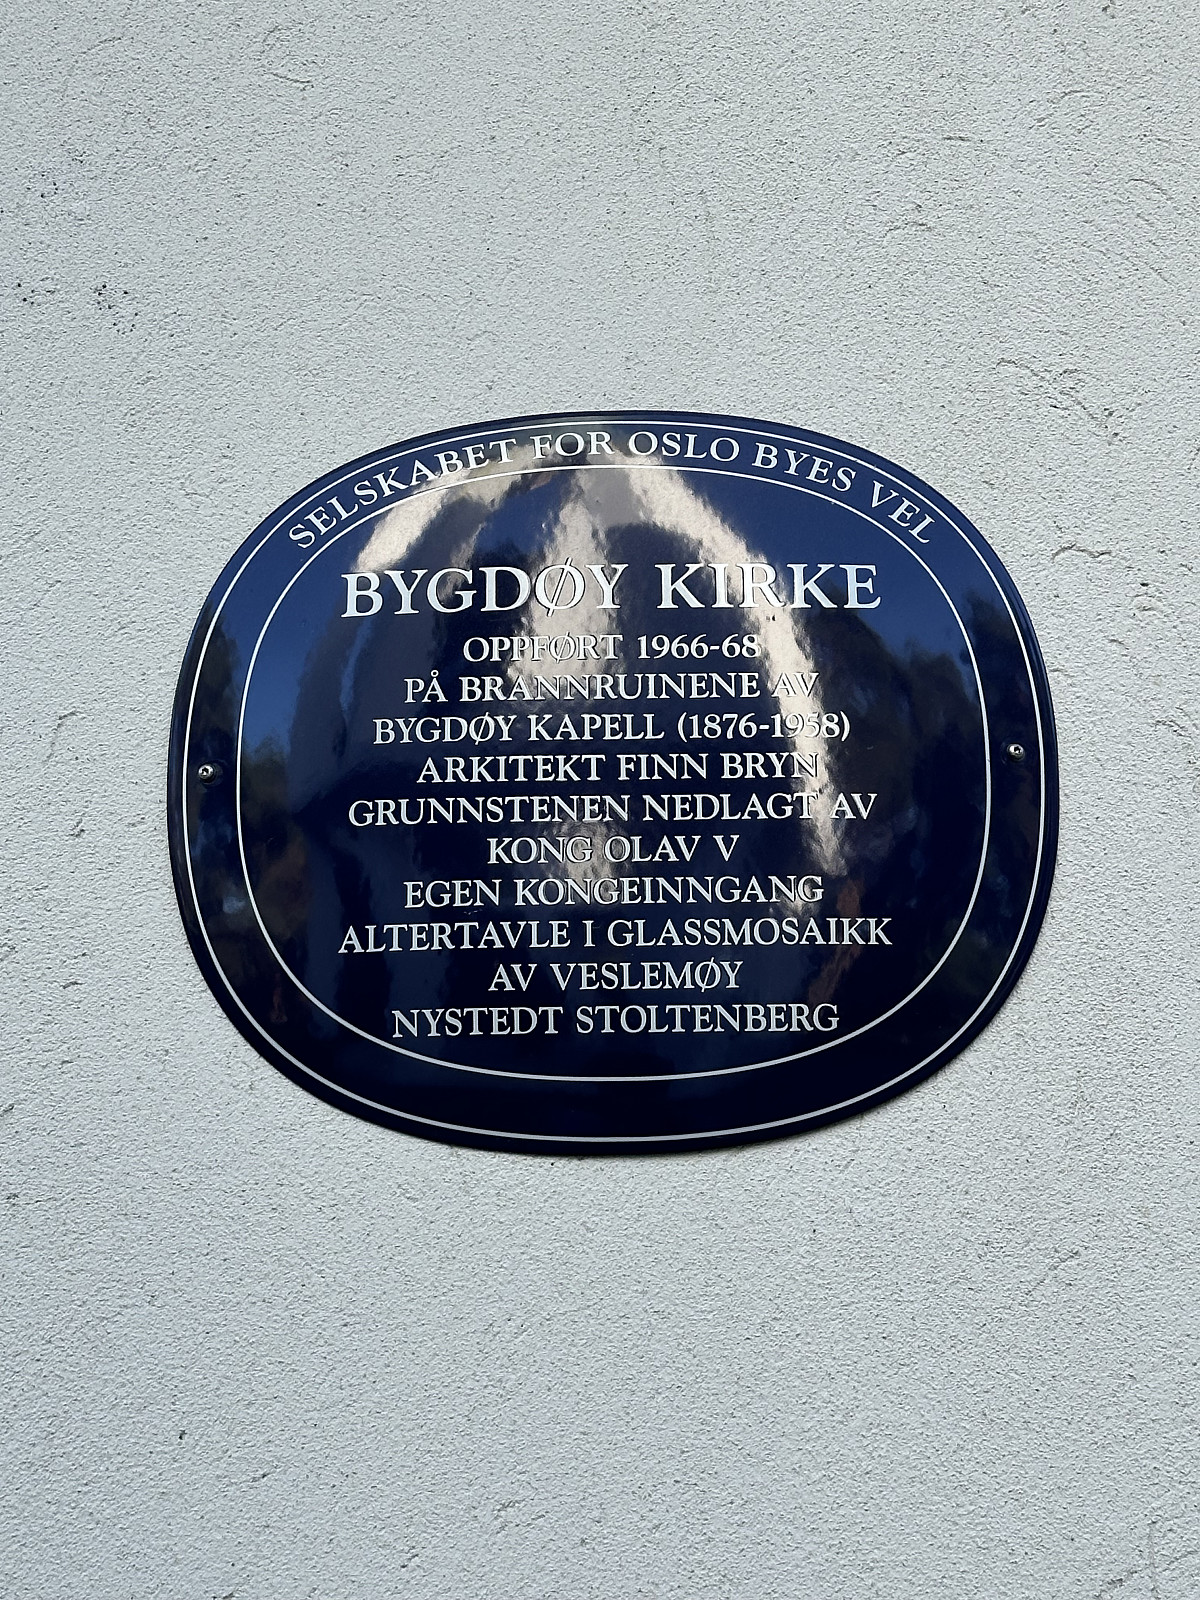 SELSKABET FOR OSLO BYES VEL
BYGDØY KIRKE
OPPFØRT 1966-68
PÅ BRANNRUINENE AV
BYGDØY KAPELL (1876-1958)
ARKITEKT FINN BRYN
GRUNNSTENEN NEDLAGT AV
KONG OLAV V
EGEN KONGEINNGANG
ALTERTAVLE I GLASSMOSAIKK
AV VESLEMØY
NYSTEDT STOLTENBERG